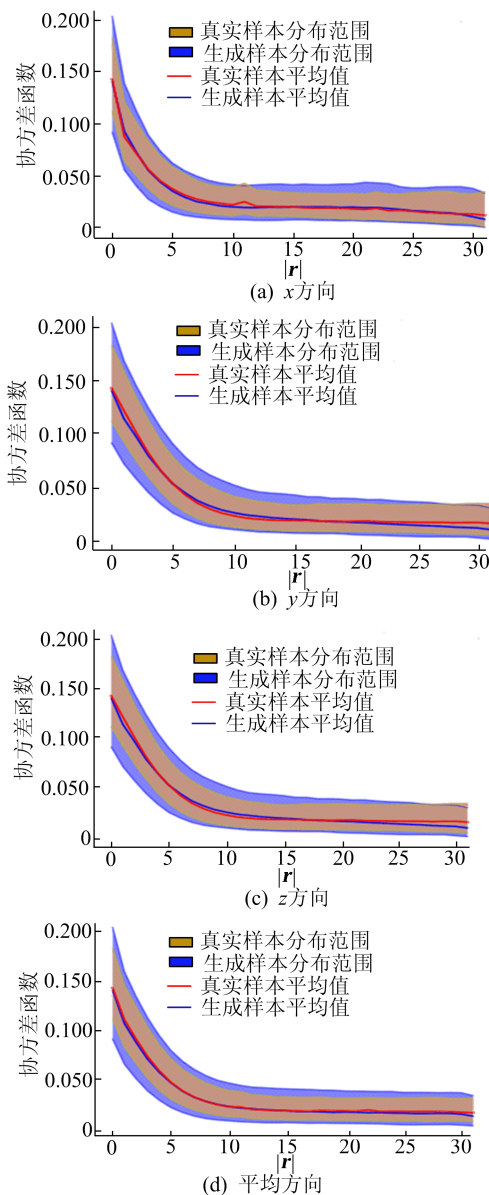 协方差函数
0.200
0.150
0.100
0.050
0
真实样本分布范围
生成样本分布范围
真实样本平均值
生成样本平均值
0 5 10 15 20 25 30
|r|
(a) x方向
协方差函数
0.200
0.150
0.100
0.050
0
真实样本分布范围
生成样本分布范围
真实样本平均值
生成样本平均值
0 5 10 15 20 25 30
|r|
(b) y方向
协方差函数
0.200
0.150
0.100
0.050
0
真实样本分布范围
生成样本分布范围
真实样本平均值
生成样本平均值
0 5 10 15 20 25 30
|r|
(c) z方向
协方差函数
0.200
0.150
0.100
0.050
0
真实样本分布范围
生成样本分布范围
真实样本平均值
生成样本平均值
0 5 10 15 20 25 30
|r|
(d) 平均方向